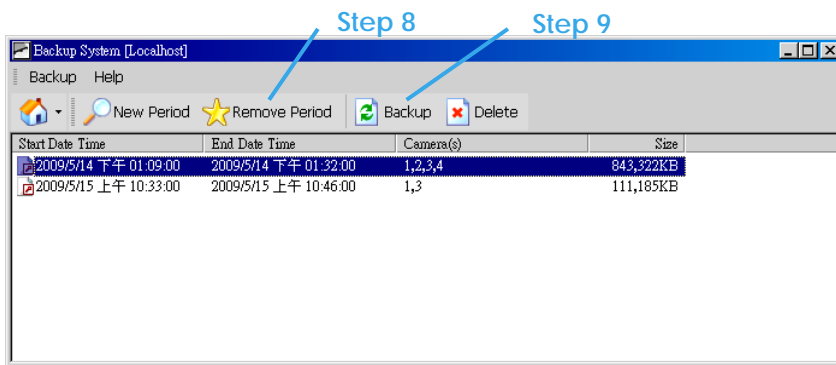 Step 8 Step 9
Backup System [Localhost]
Backup Help
New Period Remove Period Backup Delete
Start Date Time End Date Time Camera(s) Size
2009/5/14 下午 01:09:00 2009/5/14 下午 01:32:00 1,2,3,4 843,322KB
2009/5/15 上午 10:33:00 2009/5/15 上午 10:46:00 1,3 111,185KB